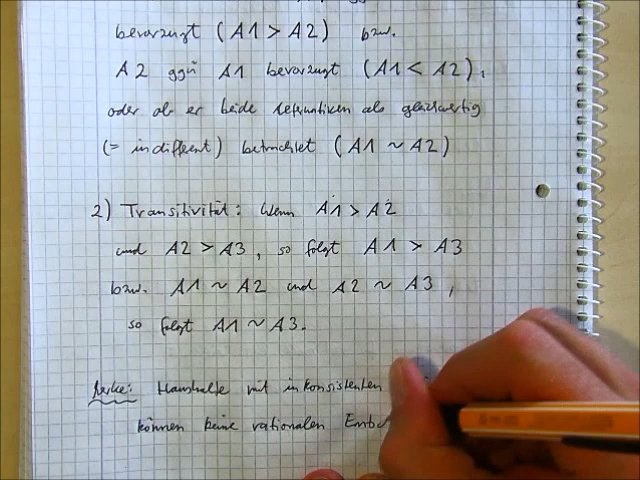 bevorzugt (A1 > A2) bzw.
A2 ggü A1 bevorzugt (A1 < A2),
oder ob er beide Alternativen als gleichwertig
(= indifferent) betrachtet (A1 ~ A2)
2) Transitivität: Wenn A1 > A2
und A2 > A3, so folgt A1 > A3
bzw. A1 ~ A2 und A2 ~ A3,
so folgt A1 ~ A3.
Merke: Haushalte mit inkonsistenten
können keine rationalen Entsc